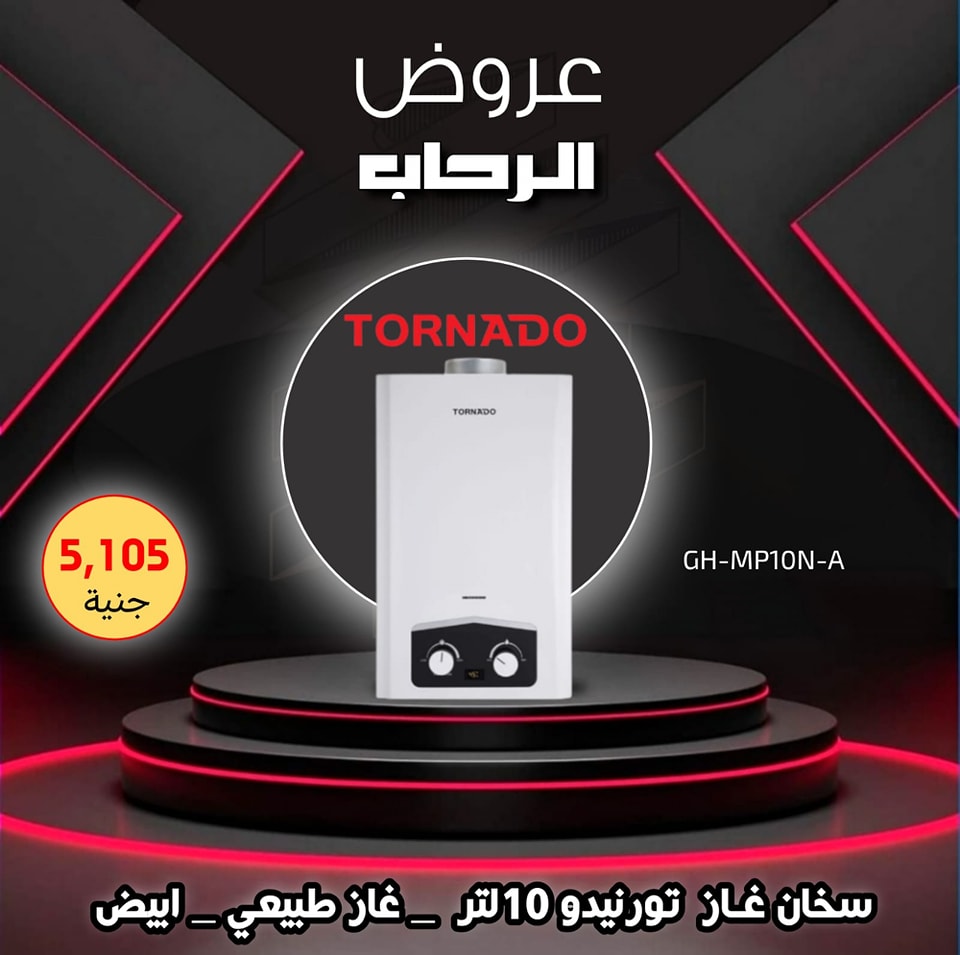 عروض
الرحاب
TORNADO
TORNADO
5,105
جنية
GH-MP10N-A
سخان غاز تورنيدو 10لتر _ غاز طبيعي _ ابيض